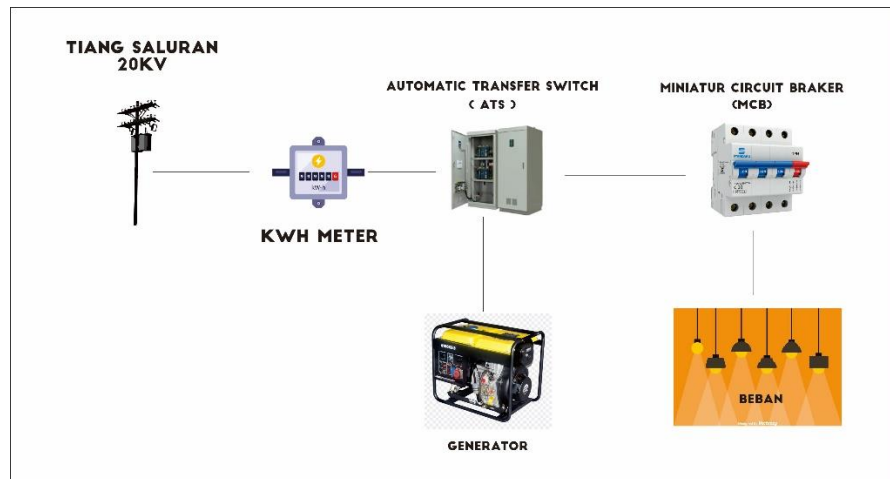 TIANG SALURAN
20KV
AUTOMATIC TRANSFER SWITCH
( ATS )
MINIATUR CIRCUIT BRAKER
(MCB)
KWH METER
GENERATOR
BEBAN